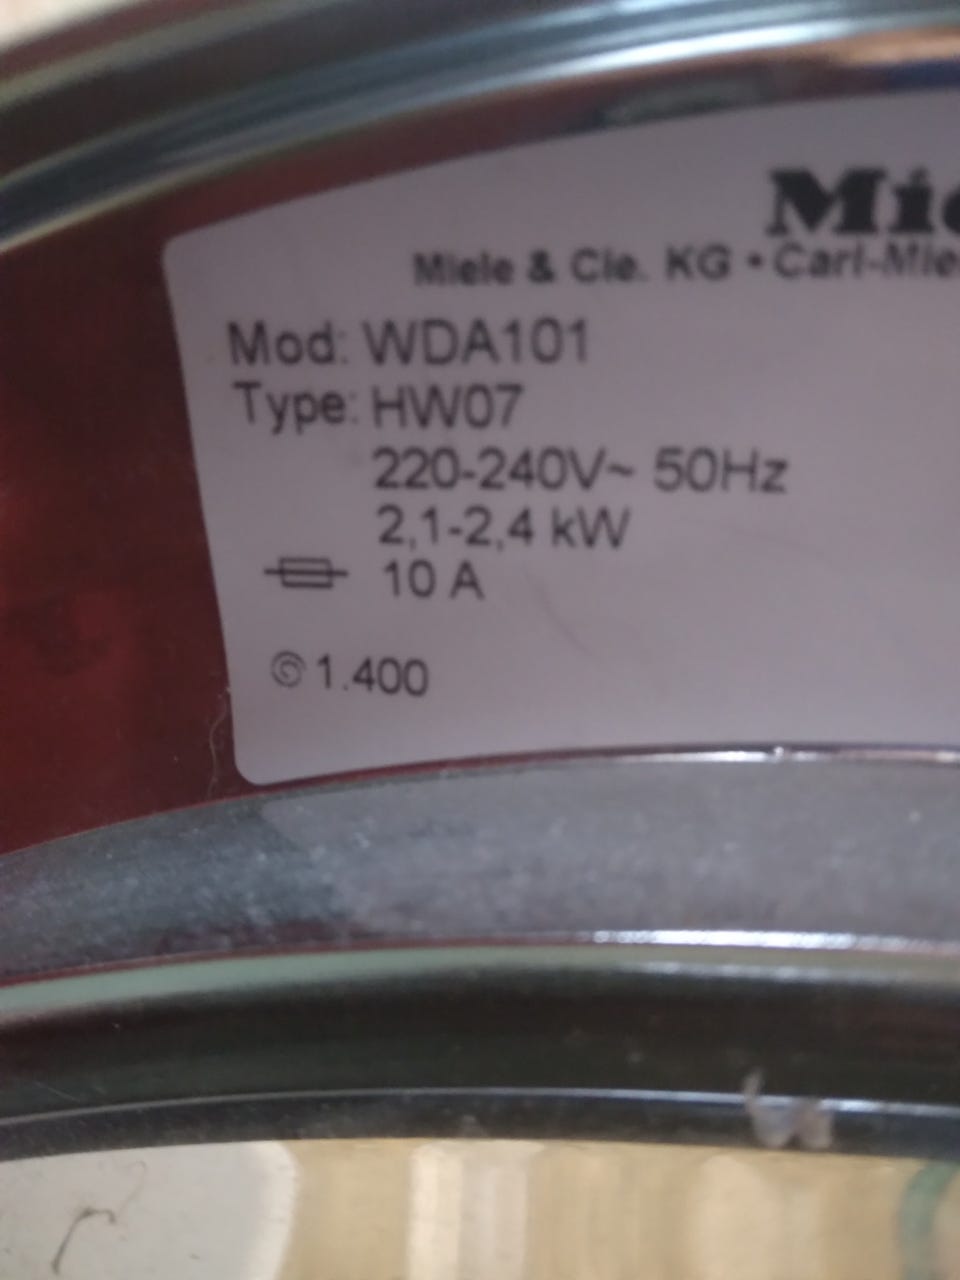 Mie
Miele & Cie. KG • Carl-Miel
Mod: WDA101
Type: HW07
220-240V~ 50Hz
2,1-2,4 kW
10 A
1.400